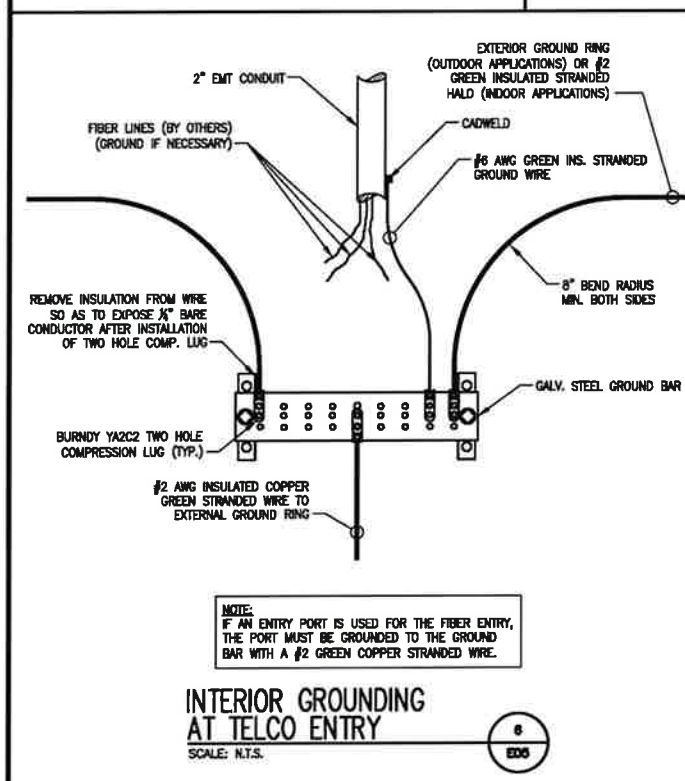 EXTERIOR GROUND RING
(OUTDOOR APPLICATIONS) OR #2
GREEN INSULATED STRANDED
HALO (INDOOR APPLICATIONS)
2" EMT CONDUIT
CADWELD
FIBER LINES (BY OTHERS)
(GROUND IF NECESSARY)
#6 AWG GREEN INS. STRANDED
GROUND WIRE
8" BEND RADIUS
MIN. BOTH SIDES
REMOVE INSULATION FROM WIRE
SO AS TO EXPOSE BARE
CONDUCTOR AFTER INSTALLATION
OF TWO HOLE COMP. LUG
GALV. STEEL GROUND BAR
BURNDY YA2C2 TWO HOLE
COMPRESSION LUG (TYP.)
#2 AWG INSULATED COPPER
GREEN STRANDED WIRE TO
EXTERNAL GROUND RING
NOTE:
IF AN ENTRY PORT IS USED FOR THE FIBER ENTRY,
THE PORT MUST BE GROUNDED TO THE GROUND
BAR WITH A #2 GREEN COPPER STRANDED WIRE.
INTERIOR GROUNDING
AT TELCO ENTRY
SCALE: N.T.S.
6
E05